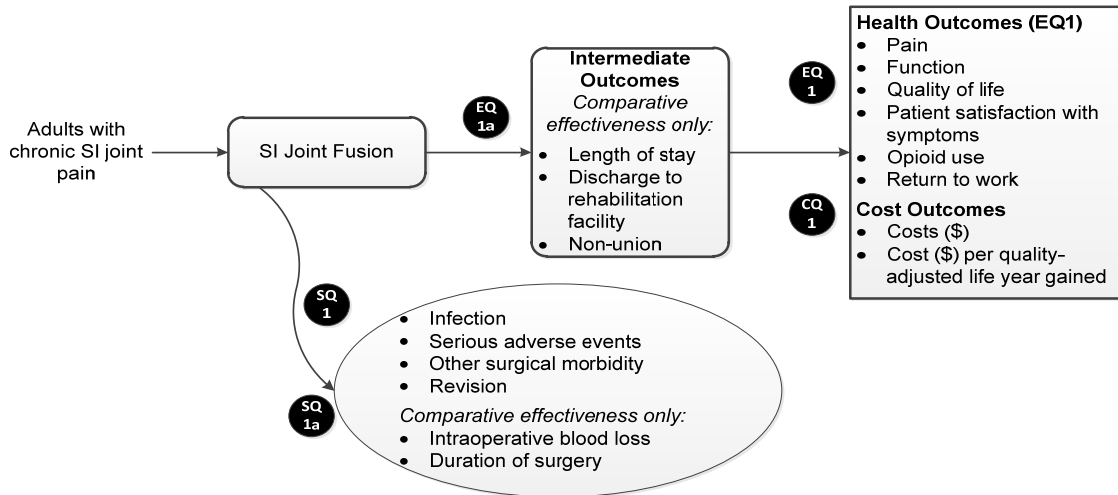 Adults with
chronic SI joint
pain
SI Joint Fusion
EQ
1a
Intermediate
Outcomes
Comparative
effectiveness only:
• Length of stay
• Discharge to
rehabilitation
facility
• Non-union
EQ
1
CQ
1
Health Outcomes (EQ1)
• Pain
• Function
• Quality of life
• Patient satisfaction with
symptoms
• Opioid use
• Return to work
Cost Outcomes
• Costs ($)
• Cost ($) per quality-
adjusted life year gained
SQ
1
SQ
1a
• Infection
• Serious adverse events
• Other surgical morbidity
• Revision
Comparative effectiveness only:
• Intraoperative blood loss
• Duration of surgery